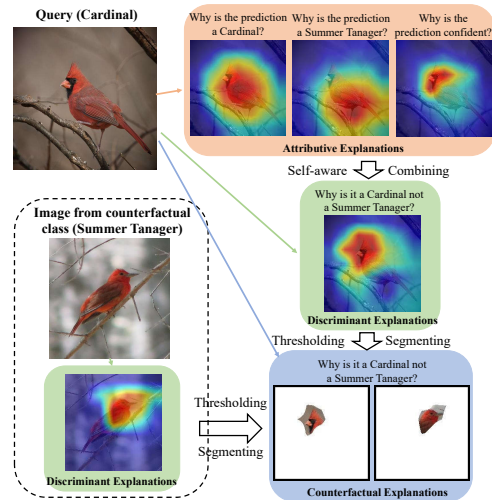 Query (Cardinal)
Why is the prediction
a Cardinal?
Why is the prediction
a Summer Tanager?
Why is the
prediction confident?
Attributive Explanations
Self-aware
Combining
Why is it a Cardinal not
a Summer Tanager?
Discriminant Explanations
Thresholding
Segmenting
Image from counterfactual
class (Summer Tanager)
Discriminant Explanations
Thresholding
Segmenting
Why is it a Cardinal not
a Summer Tanager?
Counterfactual Explanations